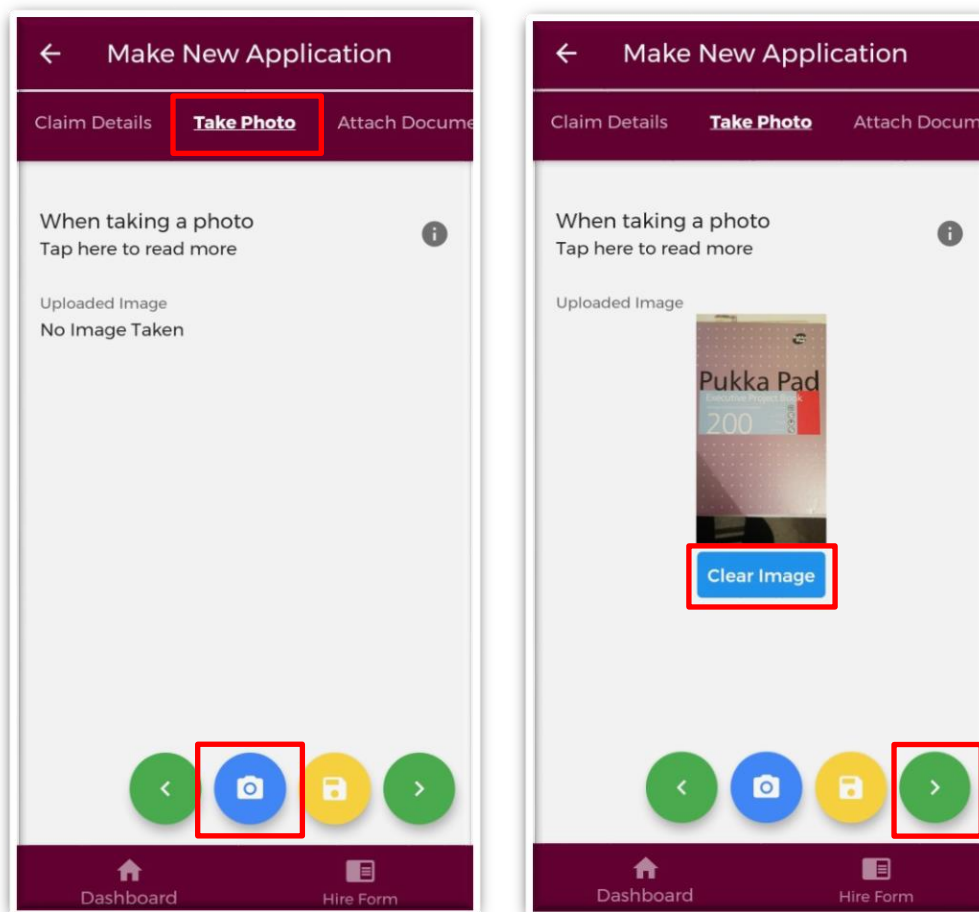 Make New Application
Claim Details Take Photo Attach Docume
When taking a photo
Tap here to read more
Uploaded Image
No Image Taken
Dashboard Hire Form
Make New Application
Claim Details Take Photo Attach Docum
When taking a photo
Tap here to read more
Uploaded Image
Pukka Pad
Executive Project Book
200
Clear Image
Dashboard Hire Form